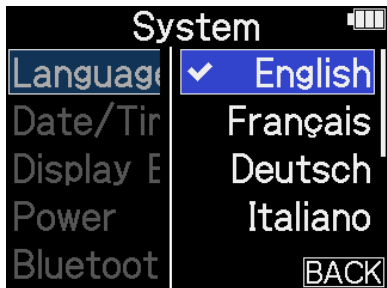 System
Language
English
Date/Tir
Français
Display E
Deutsch
Power
Italiano
Bluetoot
BACK